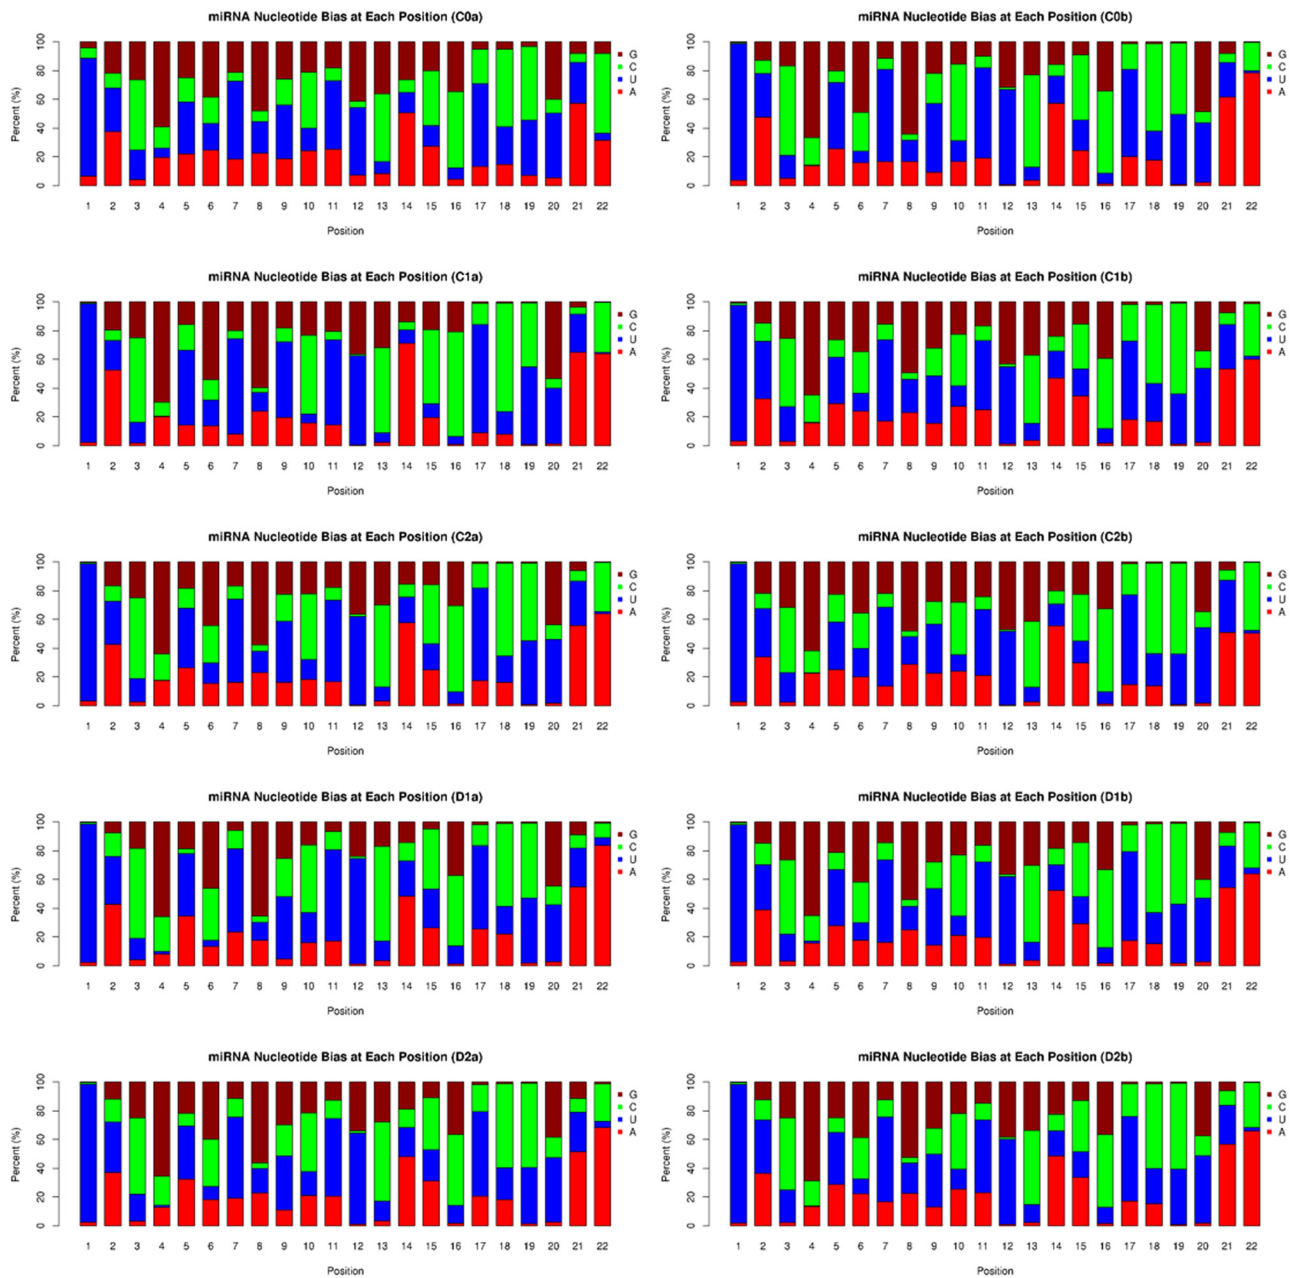 miRNA Nucleotide Bias at Each Position (C0a)
Percent (%)
0 20 40 60 80 100
G
C
U
A
1 2 3 4 5 6 7 8 9 10 11 12 13 14 15 16 17 18 19 20 21 22
Position
miRNA Nucleotide Bias at Each Position (C0b)
Percent (%)
0 20 40 60 80 100
G
C
U
A
1 2 3 4 5 6 7 8 9 10 11 12 13 14 15 16 17 18 19 20 21 22
Position
miRNA Nucleotide Bias at Each Position (C1a)
Percent (%)
0 20 40 60 80 100
G
C
U
A
1 2 3 4 5 6 7 8 9 10 11 12 13 14 15 16 17 18 19 20 21 22
Position
miRNA Nucleotide Bias at Each Position (C1b)
Percent (%)
0 20 40 60 80 100
G
C
U
A
1 2 3 4 5 6 7 8 9 10 11 12 13 14 15 16 17 18 19 20 21 22
Position
miRNA Nucleotide Bias at Each Position (C2a)
Percent (%)
0 20 40 60 80 100
G
C
U
A
1 2 3 4 5 6 7 8 9 10 11 12 13 14 15 16 17 18 19 20 21 22
Position
miRNA Nucleotide Bias at Each Position (C2b)
Percent (%)
0 20 40 60 80 100
G
C
U
A
1 2 3 4 5 6 7 8 9 10 11 12 13 14 15 16 17 18 19 20 21 22
Position
miRNA Nucleotide Bias at Each Position (D1a)
Percent (%)
0 20 40 60 80 100
G
C
U
A
1 2 3 4 5 6 7 8 9 10 11 12 13 14 15 16 17 18 19 20 21 22
Position
miRNA Nucleotide Bias at Each Position (D1b)
Percent (%)
0 20 40 60 80 100
G
C
U
A
1 2 3 4 5 6 7 8 9 10 11 12 13 14 15 16 17 18 19 20 21 22
Position
miRNA Nucleotide Bias at Each Position (D2a)
Percent (%)
0 20 40 60 80 100
G
C
U
A
1 2 3 4 5 6 7 8 9 10 11 12 13 14 15 16 17 18 19 20 21 22
Position
miRNA Nucleotide Bias at Each Position (D2b)
Percent (%)
0 20 40 60 80 100
G
C
U
A
1 2 3 4 5 6 7 8 9 10 11 12 13 14 15 16 17 18 19 20 21 22
Position